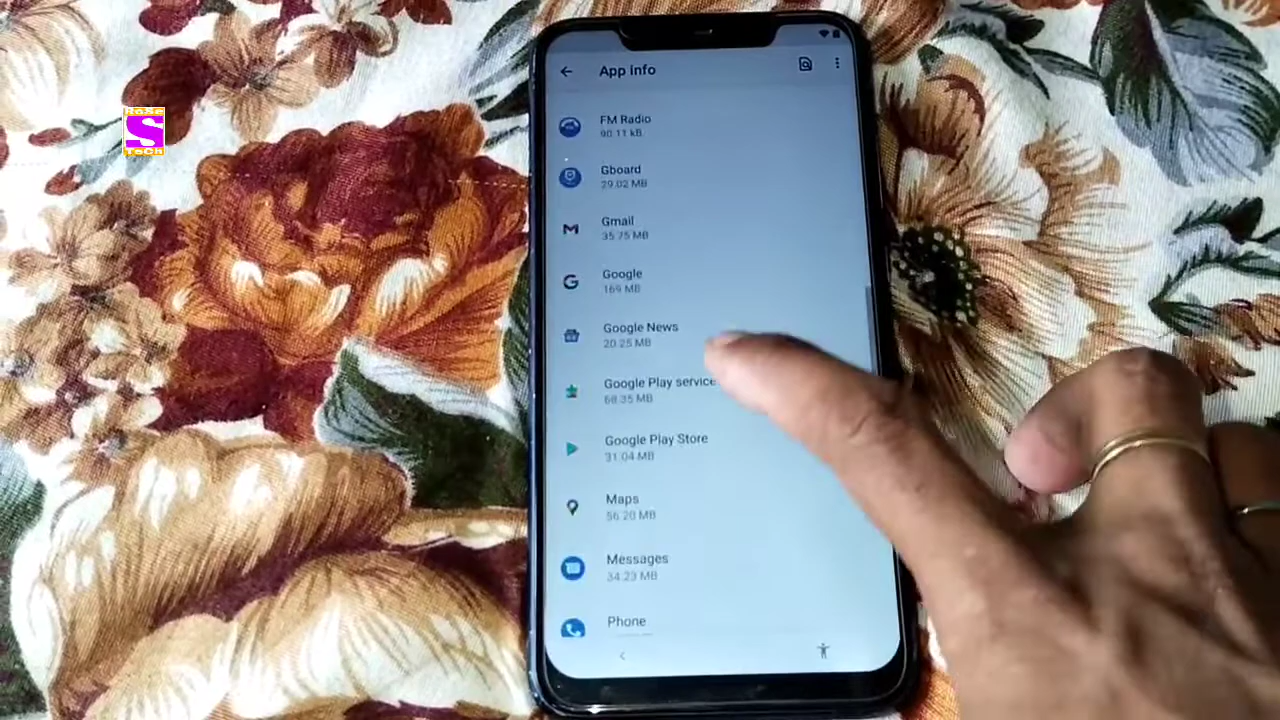 HaSe
S
TeCh
App info
FM Radio
90.11 kB
Gboard
29.02 MB
Gmail
35.75 MB
Google
169 MB
Google News
20.25 MB
Google Play service
68.35 MB
Google Play Store
31.04 MB
Maps
56.20 MB
Messages
34.23 MB
Phone